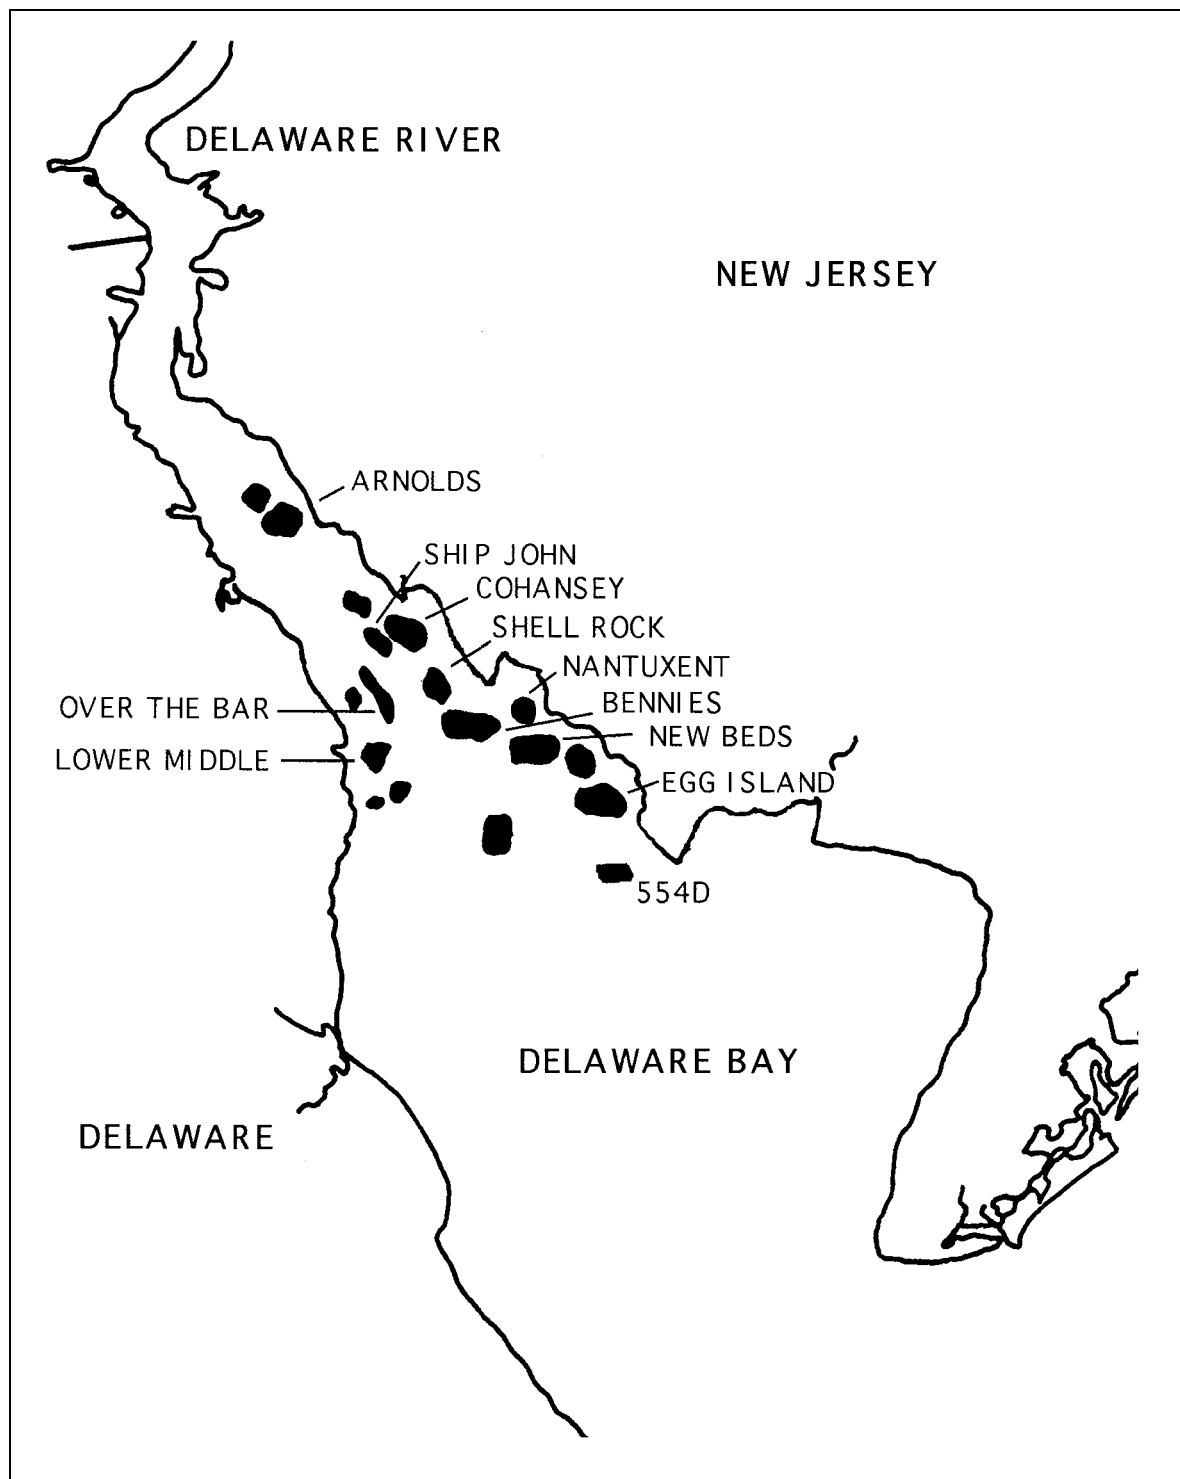 DELAWARE RIVER
NEW JERSEY
ARNOLDS
SHIP JOHN
COHANSEY
SHELL ROCK
NANTUXENT
BENNIES
OVER THE BAR
NEW BEDS
LOWER MIDDLE
EGG ISLAND
554D
DELAWARE BAY
DELAWARE